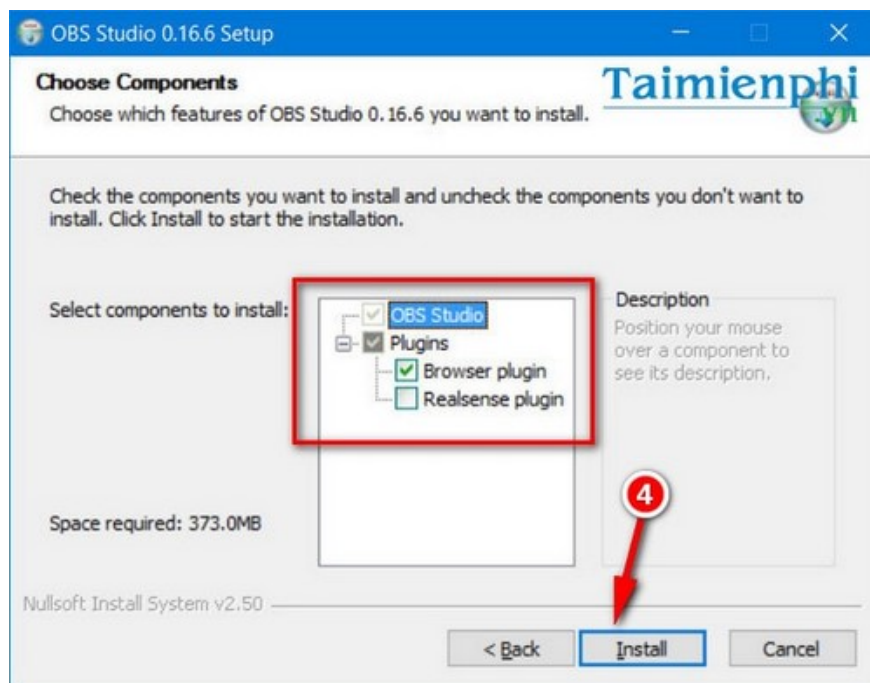 OBS Studio 0.16.6 Setup
Choose Components
Choose which features of OBS Studio 0.16.6 you want to install.
Taimienphi
.vn
Check the components you want to install and uncheck the components you don't want to
install. Click Install to start the installation.
Select components to install:
OBS Studio
Plugins
Browser plugin
Realsense plugin
Description
Position your mouse
over a component to
see its description.
Space required: 373.0MB
4
Nullsoft Install System v2.50
< Back
Install
Cancel